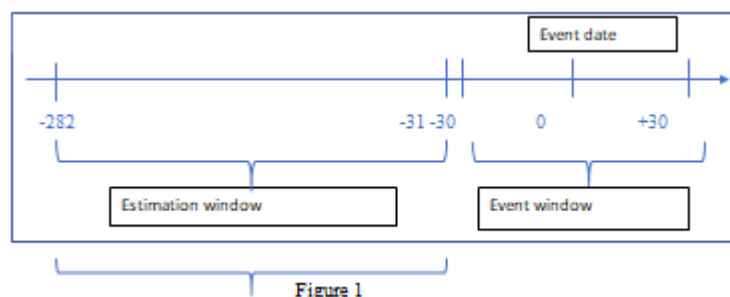 Event date
-282 -31 -30 0 +30
Estimation window Event window
Figure 1